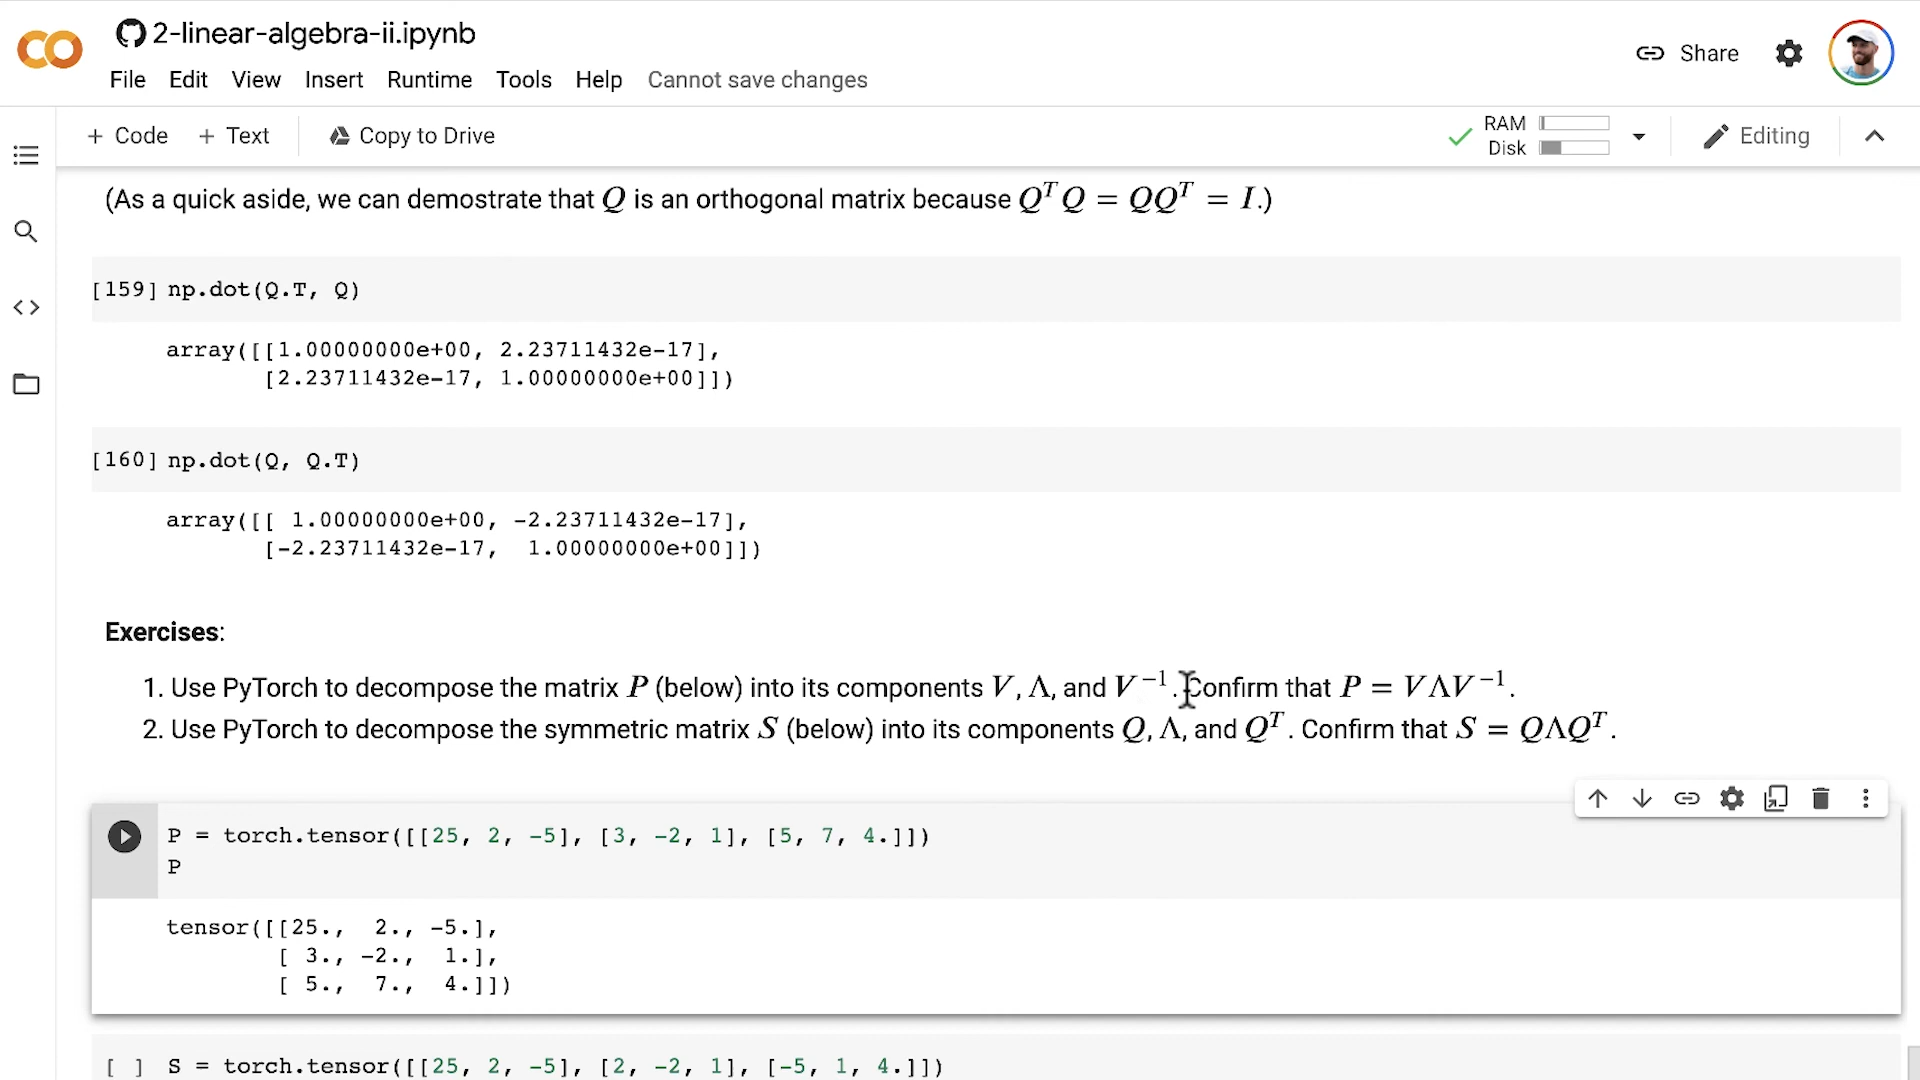 2-linear-algebra-ii.ipynb
File Edit View Insert Runtime Tools Help Cannot save changes
Share
+ Code + Text Copy to Drive
RAM
Disk
Editing
(As a quick aside, we can demostrate that Q is an orthogonal matrix because QᵀQ = QQᵀ = I.)
[159] np.dot(Q.T, Q)
array([[1.00000000e+00, 2.23711432e-17],
[2.23711432e-17, 1.00000000e+00]])
[160] np.dot(Q, Q.T)
array([[ 1.00000000e+00, -2.23711432e-17],
[-2.23711432e-17, 1.00000000e+00]])
Exercises:
1. Use PyTorch to decompose the matrix P (below) into its components V, Λ, and V⁻¹. Confirm that P = VΛV⁻¹.
2. Use PyTorch to decompose the symmetric matrix S (below) into its components Q, Λ, and Qᵀ. Confirm that S = QΛQᵀ.
P = torch.tensor([[25, 2, -5], [3, -2, 1], [5, 7, 4.]])
P
tensor([[25., 2., -5.],
[ 3., -2., 1.],
[ 5., 7., 4.]])
[ ] S = torch.tensor([[25, 2, -5], [2, -2, 1], [-5, 1, 4.]])